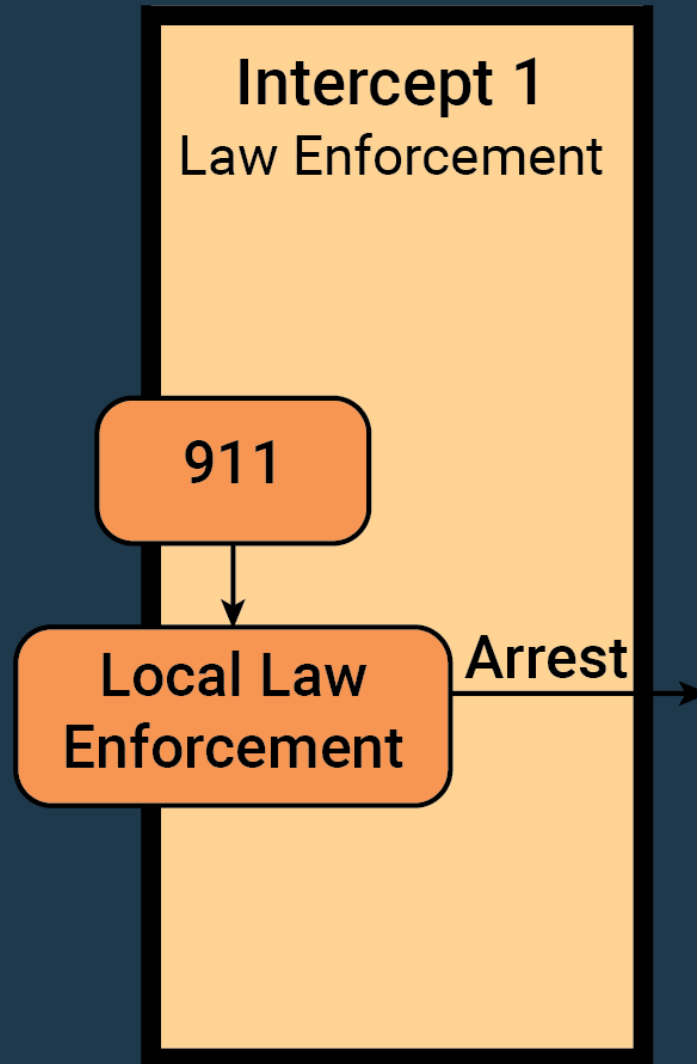 Intercept 1
Law Enforcement
911
Local Law
Enforcement
Arrest